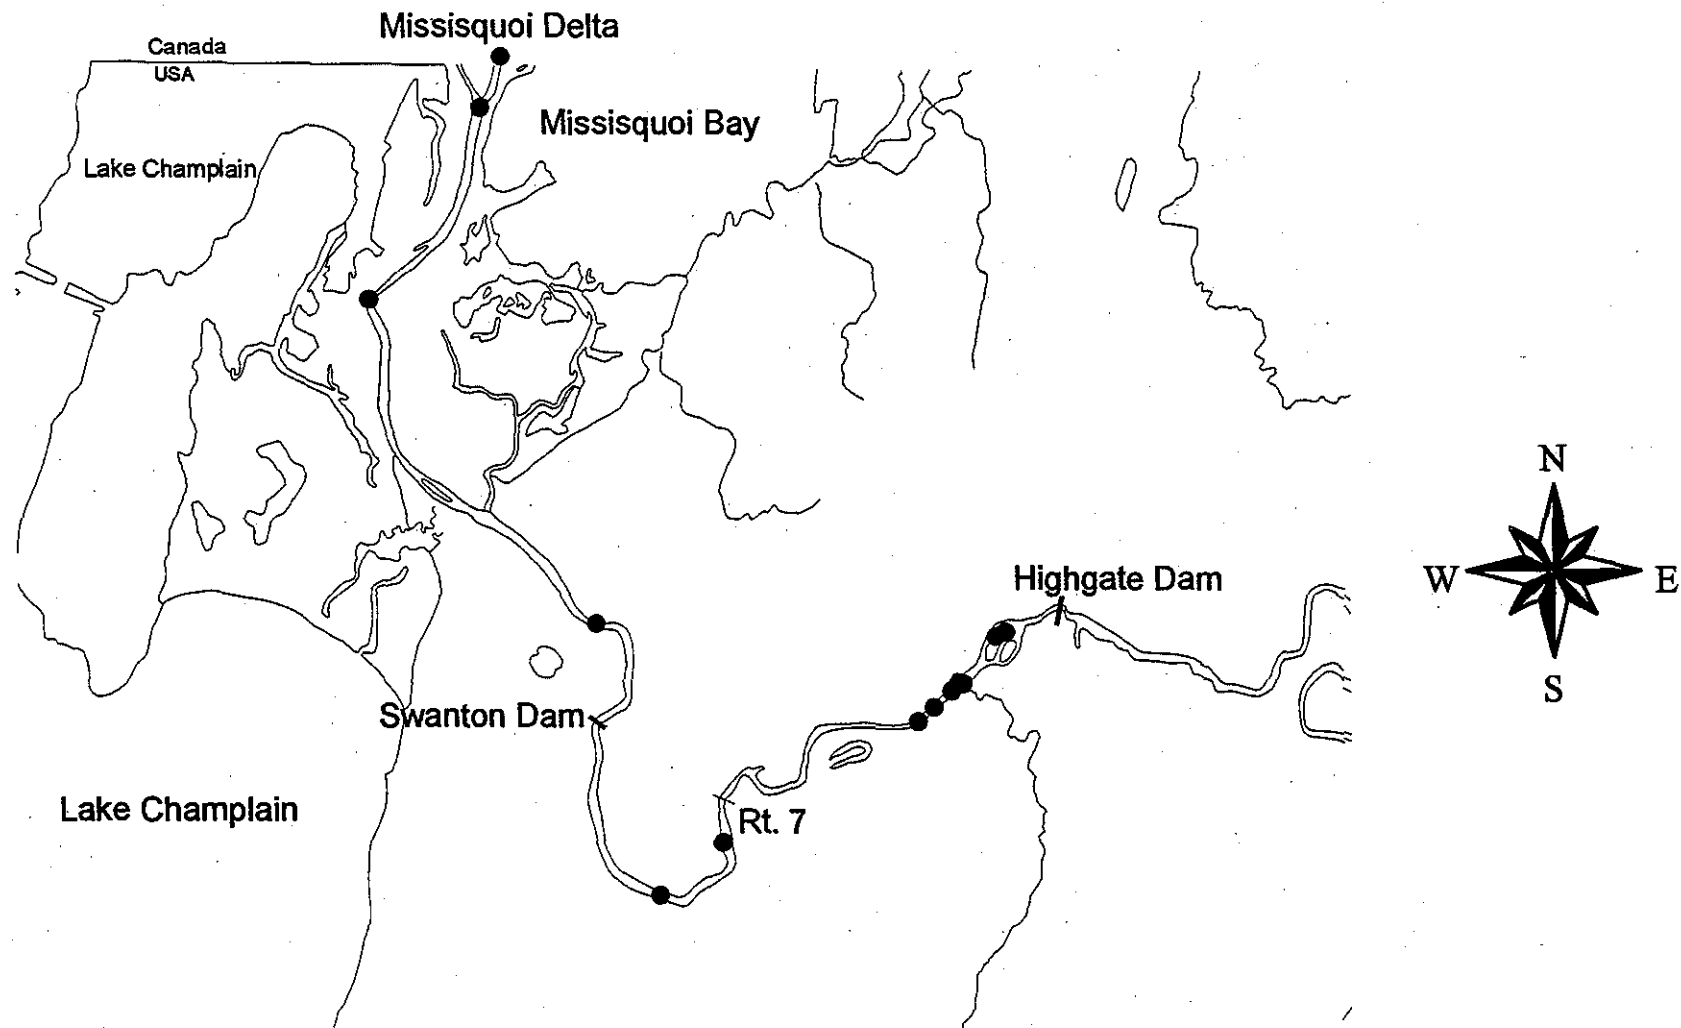 Missisquoi Delta
Canada
USA
Missisquoi Bay
Lake Champlain
N
W
E
S
Highgate Dam
Swanton Dam
Lake Champlain
Rt. 7